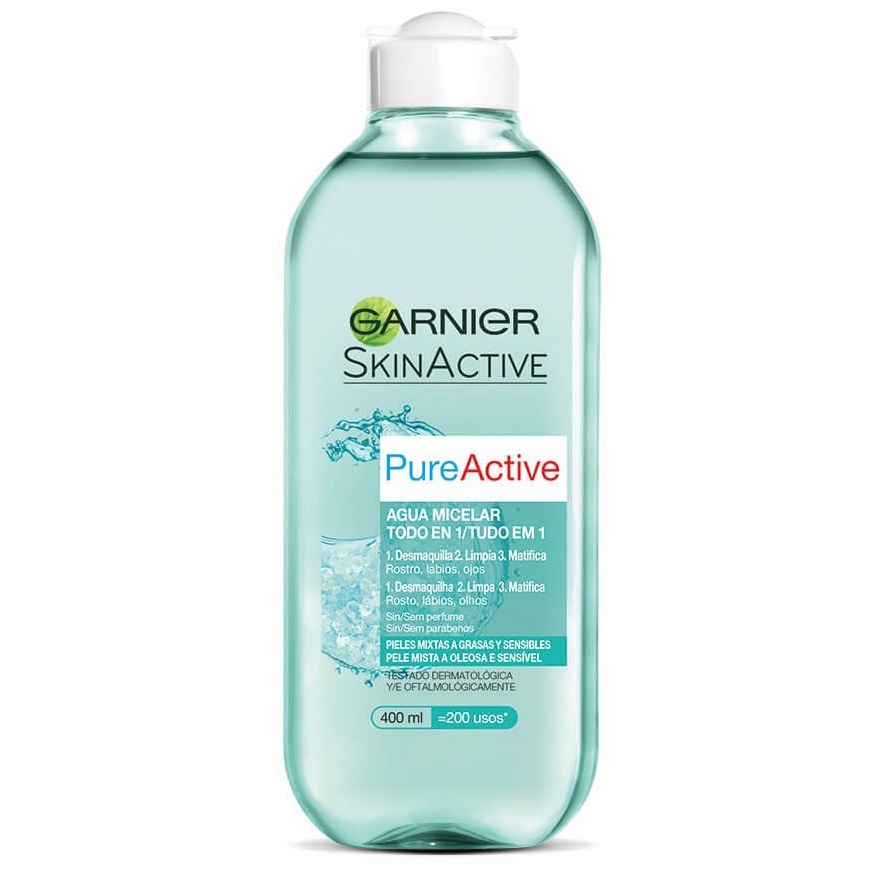 GARNIER
SKINACTIVE
PureActive
AGUA MICELAR
TODO EN 1/TUDO EM 1
1. Desmaquilla 2. Limpia 3. Matifica
Rostro, labios, ojos
1. Desmaquilha 2. Limpa 3. Matifica
Rosto, lábios, olhos
Sin/Sem perfume
Sin/Sem parabenos
PIELES MIXTAS A GRASAS Y SENSIBLES
PELE MISTA A OLEOSA E SENSÍVEL
TESTADO DERMATOLÓGICA
Y/E OFTALMOLÓGICAMENTE
400 ml =200 usos*